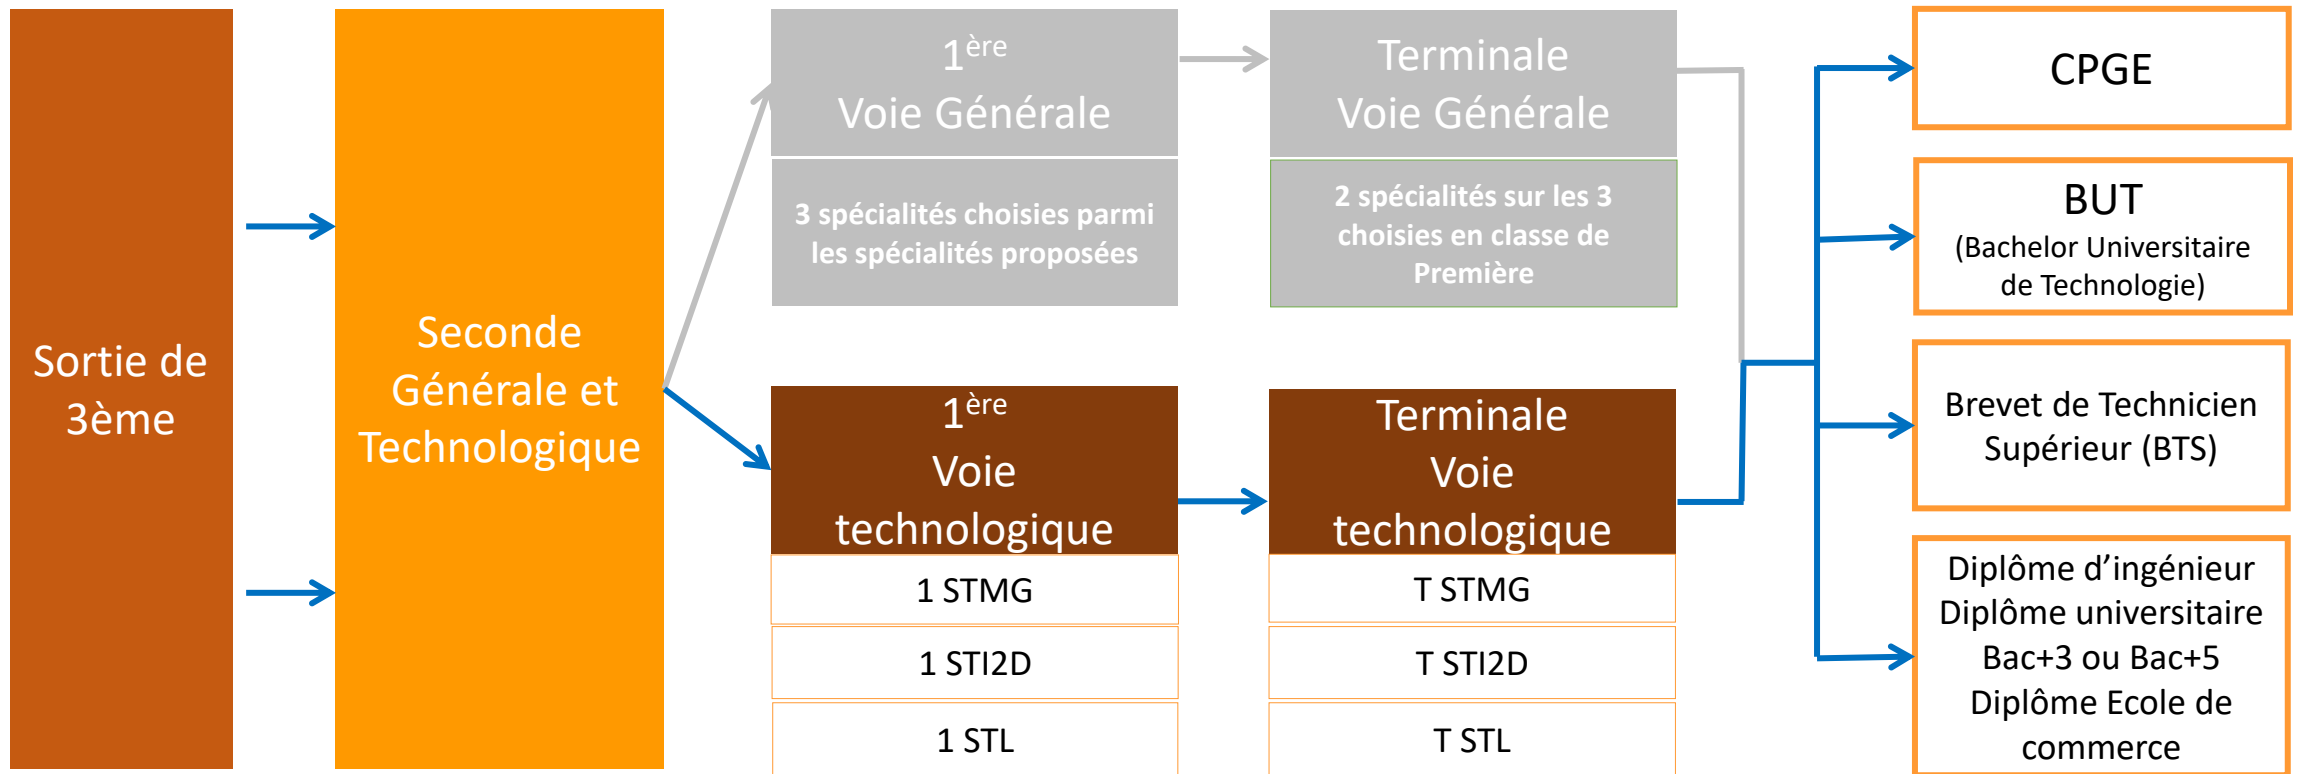 Sortie de
3ème
Seconde
Générale et
Technologique
1ère
Voie Générale
3 spécialités choisies parmi
les spécialités proposées
Terminale
Voie Générale
2 spécialités sur les 3
choisies en classe de
Première
1ère
Voie
technologique
1 STMG
1 STI2D
1 STL
Terminale
Voie
technologique
T STMG
T STI2D
T STL
CPGE
BUT
(Bachelor Universitaire
de Technologie)
Brevet de Technicien
Supérieur (BTS)
Diplôme d’ingénieur
Diplôme universitaire
Bac+3 ou Bac+5
Diplôme Ecole de
commerce